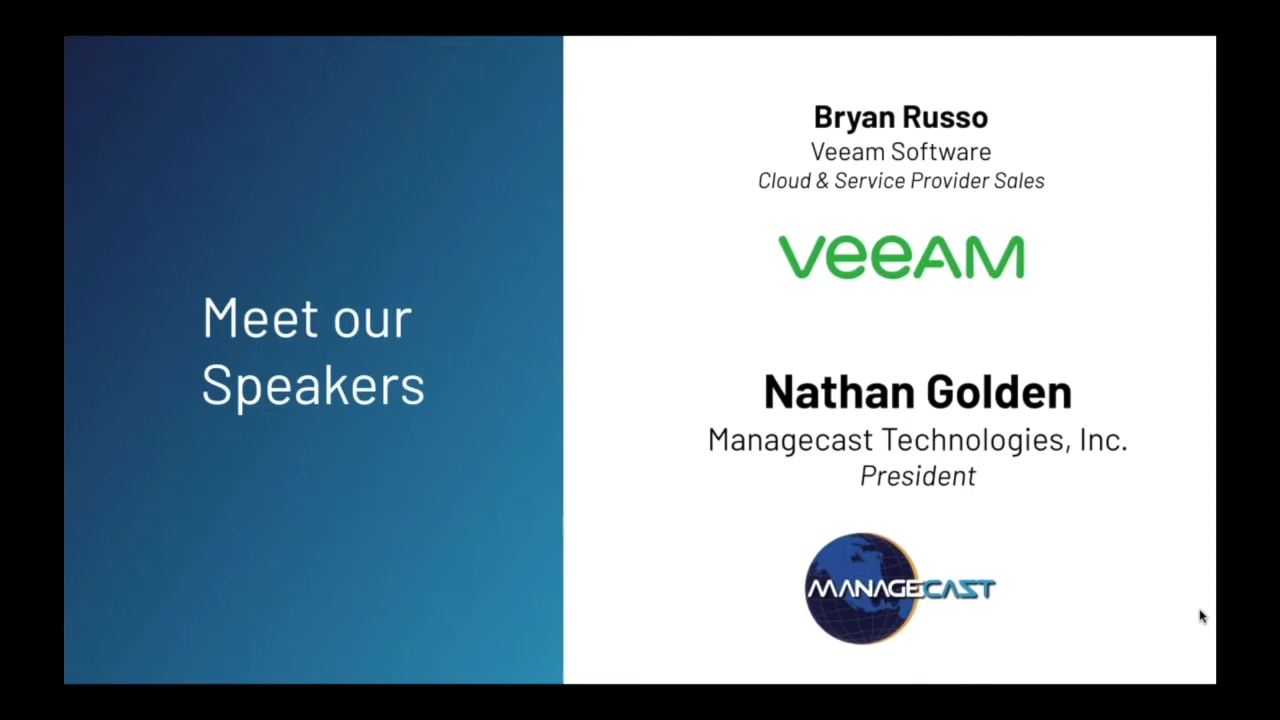 Meet our
Speakers
Bryan Russo
Veeam Software
Cloud & Service Provider Sales
veeAM
Nathan Golden
Managecast Technologies, Inc.
President
MANAGECAST